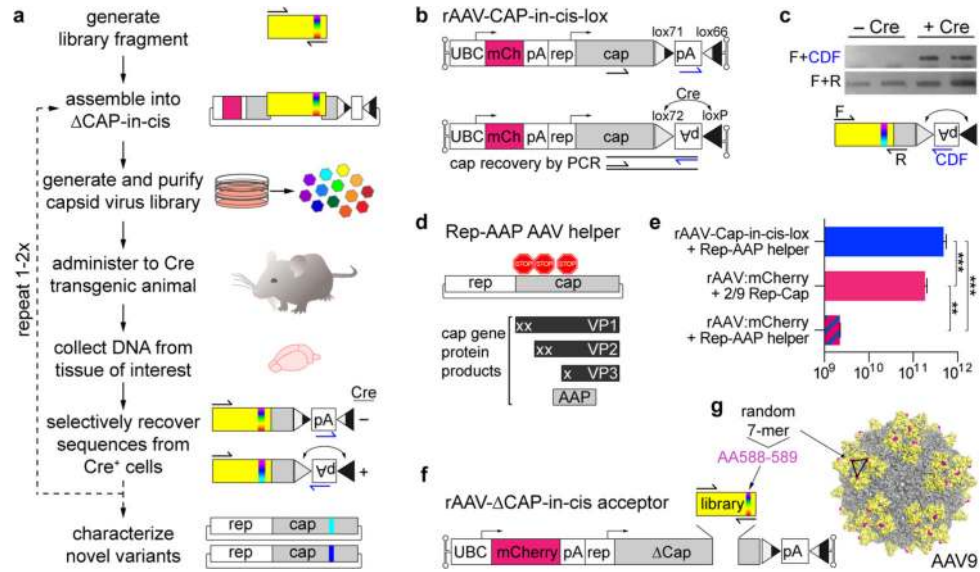 a
generate
library fragment
assemble into
ΔCAP-in-cis
generate and purify
capsid virus library
administer to Cre
transgenic animal
collect DNA from
tissue of interest
selectively recover
sequences from
Cre⁺ cells
characterize
novel variants
repeat 1-2x
Cre
pA
−
pA
+
rep cap
rep cap
b
rAAV-CAP-in-cis-lox
lox71 lox66
UBC mCh pA rep cap pA
Cre
lox72 loxP
UBC mCh pA rep cap pA
cap recovery by PCR
c
– Cre + Cre
F+CDF
F+R
F
pA
R CDF
d
Rep-AAP AAV helper
STOP STOP STOP
rep cap
cap gene
protein
products
xx VP1
xx VP2
x VP3
AAP
e
rAAV-Cap-in-cis-lox
+ Rep-AAP helper
rAAV:mCherry
+ 2/9 Rep-Cap
rAAV:mCherry
+ Rep-AAP helper
***
**
***
10⁹ 10¹⁰ 10¹¹ 10¹²
f
rAAV-ΔCAP-in-cis acceptor
library
UBC mCherry pA rep ΔCap pA
g
random
7-mer
AA588-589
AAV9